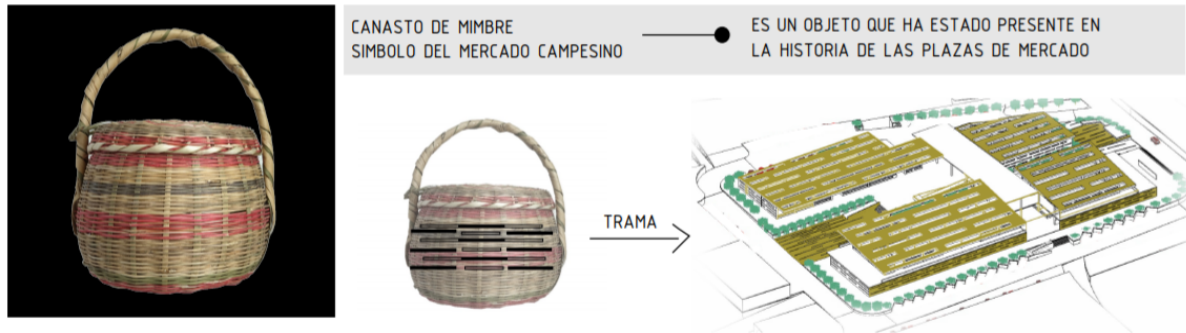 CANASTO DE MIMBRE
SIMBOLO DEL MERCADO CAMPESINO
ES UN OBJETO QUE HA ESTADO PRESENTE EN
LA HISTORIA DE LAS PLAZAS DE MERCADO
TRAMA